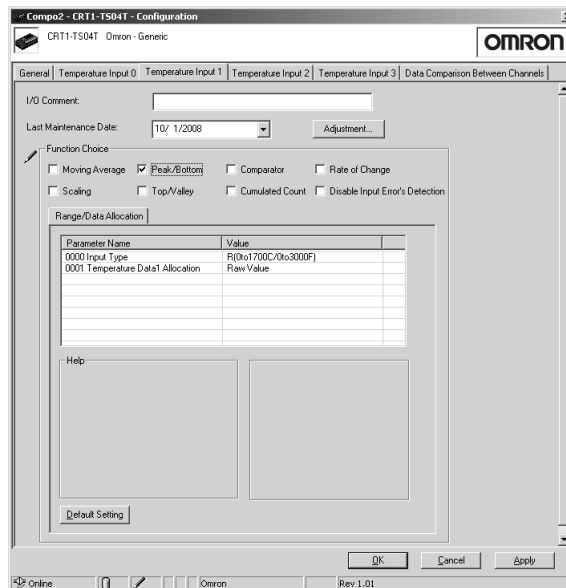 Compo2 - CRT1-TS04T - Configuration
CRT1-TS04T Omron - Generic
OMRON
General Temperature Input 0 Temperature Input 1 Temperature Input 2 Temperature Input 3 Data Comparison Between Channels
I/O Comment:
Last Maintenance Date: 10/ 1/2008 Adjustment...
Function Choice
Moving Average Peak/Bottom Comparator Rate of Change
Scaling Top/Valley Cumulated Count Disable Input Error's Detection
Range/Data Allocation
Parameter Name Value
0000 Input Type R(0to1700C/0to3000F)
0001 Temperature Data1 Allocation Raw Value
Help
Default Setting
OK Cancel Apply
Online Omron Rev 1.01